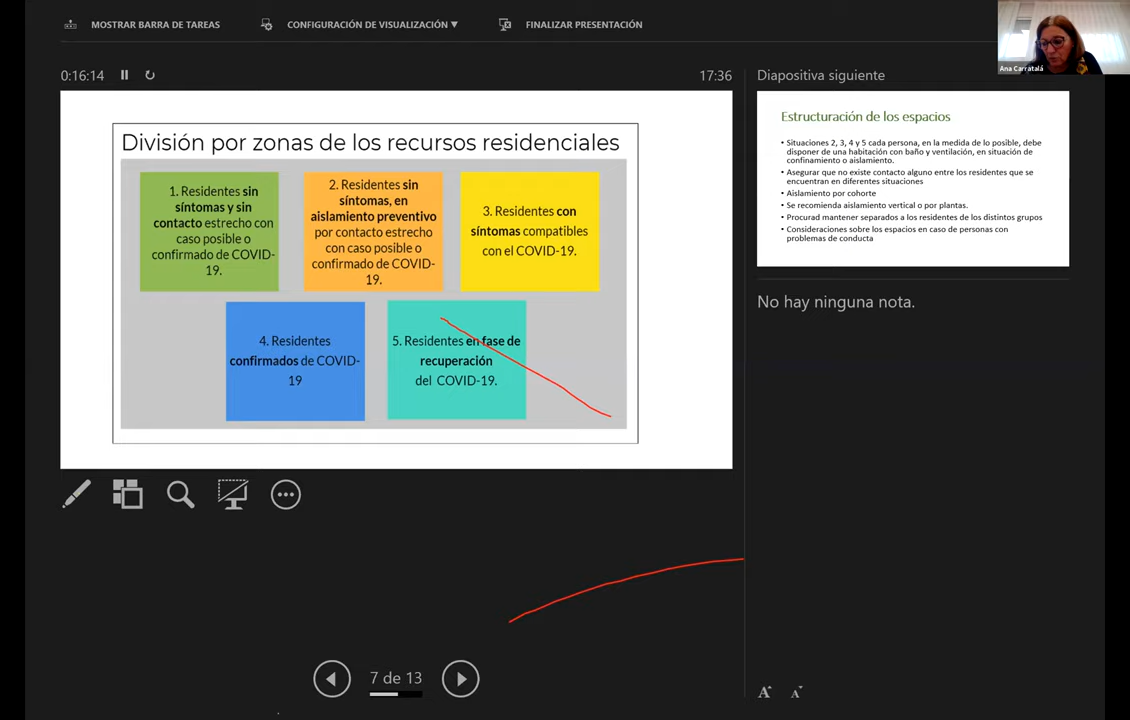 MOSTRAR BARRA DE TAREAS
CONFIGURACIÓN DE VISUALIZACIÓN ▼
FINALIZAR PRESENTACIÓN
Ana Carratalá
0:16:14
17:36
Diapositiva siguiente
División por zonas de los recursos residenciales
1. Residentes sin
síntomas y sin
contacto estrecho con
caso posible o
confirmado de COVID-
19.
2. Residentes sin
síntomas, en
aislamiento preventivo
por contacto estrecho
con caso posible o
confirmado de COVID-
19.
3. Residentes con
síntomas compatibles
con el COVID-19.
4. Residentes
confirmados de COVID-
19
5. Residentes en fase de
recuperación
del COVID-19.
Estructuración de los espacios
• Situaciones 2, 3, 4 y 5 cada persona, en la medida de lo posible, debe
disponer de una habitación con baño y ventilación, en situación de
confinamiento o aislamiento.
• Asegurar que no existe contacto alguno entre los residentes que se
encuentran en diferentes situaciones
• Aislamiento por cohorte
• Se recomienda aislamiento vertical o por plantas.
• Procurad mantener separados a los residentes de los distintos grupos
• Consideraciones sobre los espacios en caso de personas con
problemas de conducta
No hay ninguna nota.
7 de 13
A A